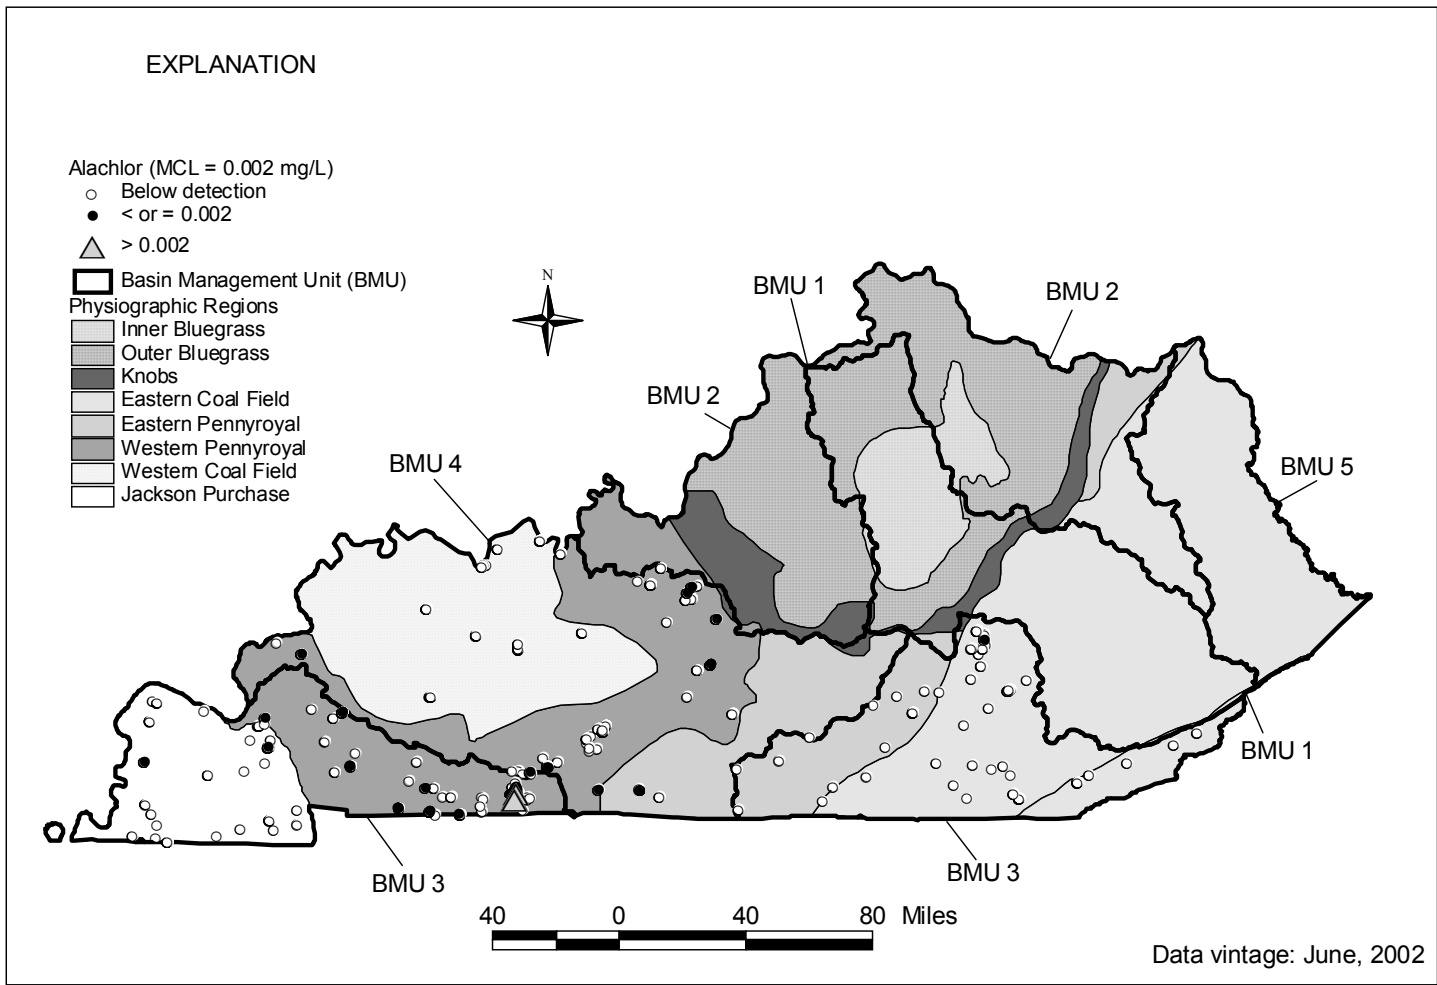 EXPLANATION
Alachlor (MCL = 0.002 mg/L)
Below detection
< or = 0.002
> 0.002
Basin Management Unit (BMU)
Physiographic Regions
Inner Bluegrass
Outer Bluegrass
Knobs
Eastern Coal Field
Eastern Pennyroyal
Western Pennyroyal
Western Coal Field
Jackson Purchase
N
BMU 1
BMU 2
BMU 2
BMU 4
BMU 5
BMU 1
BMU 3
BMU 3
40 0 40 80 Miles
Data vintage: June, 2002